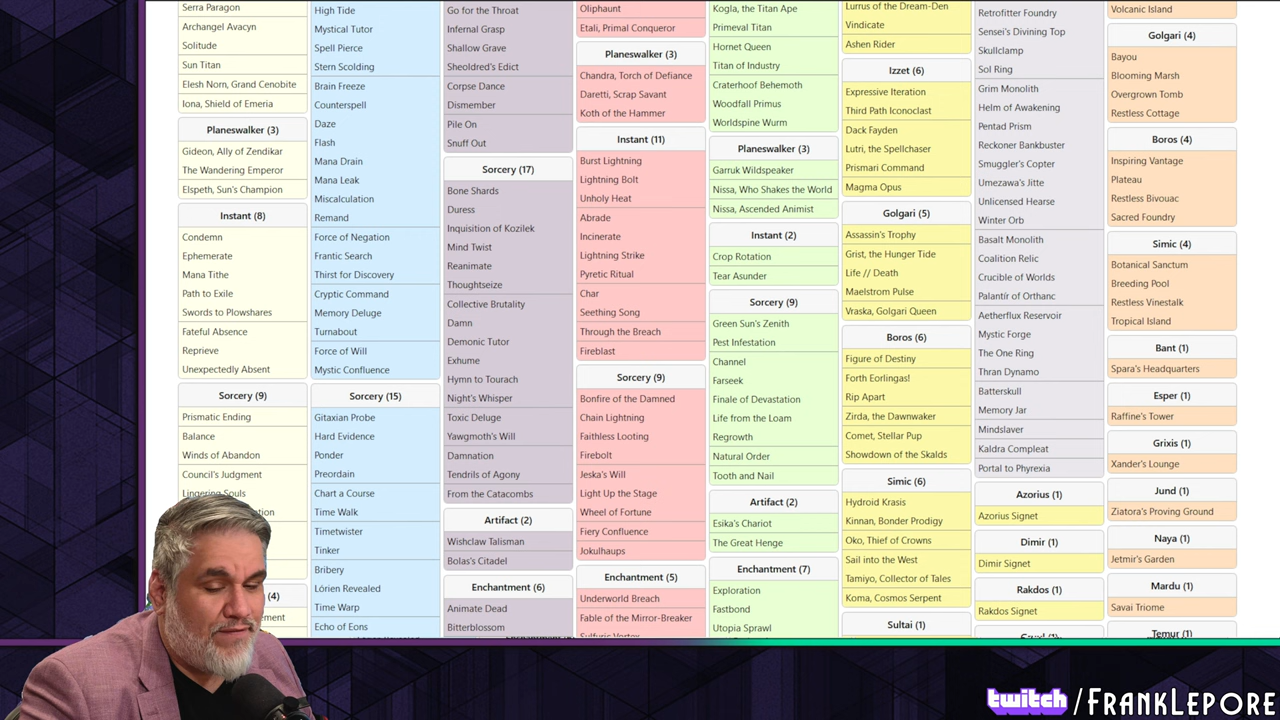 Serra Paragon
Archangel Avacyn
Solitude
Sun Titan
Elesh Norn, Grand Cenobite
Iona, Shield of Emeria
Planeswalker (3)
Gideon, Ally of Zendikar
The Wandering Emperor
Elspeth, Sun's Champion
Instant (8)
Condemn
Ephemerate
Mana Tithe
Path to Exile
Swords to Plowshares
Fateful Absence
Reprieve
Unexpectedly Absent
Sorcery (9)
Prismatic Ending
Balance
Winds of Abandon
Council's Judgment
Lingering Souls
High Tide
Mystical Tutor
Spell Pierce
Stern Scolding
Brain Freeze
Counterspell
Daze
Flash
Mana Drain
Mana Leak
Miscalculation
Remand
Force of Negation
Frantic Search
Thirst for Discovery
Cryptic Command
Memory Deluge
Turnabout
Force of Will
Mystic Confluence
Sorcery (15)
Gitaxian Probe
Hard Evidence
Ponder
Preordain
Chart a Course
Time Walk
Timetwister
Tinker
Bribery
Lórien Revealed
Time Warp
Echo of Eons
Go for the Throat
Infernal Grasp
Shallow Grave
Sheoldred's Edict
Corpse Dance
Dismember
Pile On
Snuff Out
Sorcery (17)
Bone Shards
Duress
Inquisition of Kozilek
Mind Twist
Reanimate
Thoughtseize
Collective Brutality
Damn
Demonic Tutor
Exhume
Hymn to Tourach
Night's Whisper
Toxic Deluge
Yawgmoth's Will
Damnation
Tendrils of Agony
From the Catacombs
Artifact (2)
Wishclaw Talisman
Bolas's Citadel
Enchantment (6)
Animate Dead
Bitterblossom
Oliphaunt
Etali, Primal Conqueror
Planeswalker (3)
Chandra, Torch of Defiance
Daretti, Scrap Savant
Koth of the Hammer
Instant (11)
Burst Lightning
Lightning Bolt
Unholy Heat
Abrade
Incinerate
Lightning Strike
Pyretic Ritual
Char
Seething Song
Through the Breach
Fireblast
Sorcery (9)
Bonfire of the Damned
Chain Lightning
Faithless Looting
Firebolt
Jeska's Will
Light Up the Stage
Wheel of Fortune
Fiery Confluence
Jokulhaups
Enchantment (5)
Underworld Breach
Fable of the Mirror-Breaker
Sulfuric Vortex
Kogla, the Titan Ape
Primeval Titan
Hornet Queen
Titan of Industry
Craterhoof Behemoth
Woodfall Primus
Worldspine Wurm
Planeswalker (3)
Garruk Wildspeaker
Nissa, Who Shakes the World
Nissa, Ascended Animist
Instant (2)
Crop Rotation
Tear Asunder
Sorcery (9)
Green Sun's Zenith
Pest Infestation
Channel
Farseek
Finale of Devastation
Life from the Loam
Regrowth
Natural Order
Tooth and Nail
Artifact (2)
Esika's Chariot
The Great Henge
Enchantment (7)
Exploration
Fastbond
Utopia Sprawl
Lurrus of the Dream-Den
Vindicate
Ashen Rider
Izzet (6)
Expressive Iteration
Third Path Iconoclast
Dack Fayden
Lutri, the Spellchaser
Prismari Command
Magma Opus
Golgari (5)
Assassin's Trophy
Grist, the Hunger Tide
Life // Death
Maelstrom Pulse
Vraska, Golgari Queen
Boros (6)
Figure of Destiny
Forth Eorlingas!
Rip Apart
Zirda, the Dawnwaker
Comet, Stellar Pup
Showdown of the Skalds
Simic (6)
Hydroid Krasis
Kinnan, Bonder Prodigy
Oko, Thief of Crowns
Sail into the West
Tamiyo, Collector of Tales
Koma, Cosmos Serpent
Sultai (1)
Retrofitter Foundry
Sensei's Divining Top
Skullclamp
Sol Ring
Grim Monolith
Helm of Awakening
Pentad Prism
Reckoner Bankbuster
Smuggler's Copter
Umezawa's Jitte
Unlicensed Hearse
Winter Orb
Basalt Monolith
Coalition Relic
Crucible of Worlds
Palantír of Orthanc
Aetherflux Reservoir
Mystic Forge
The One Ring
Thran Dynamo
Batterskull
Memory Jar
Mindslaver
Kaldra Compleat
Portal to Phyrexia
Azorius (1)
Azorius Signet
Dimir (1)
Dimir Signet
Rakdos (1)
Rakdos Signet
Volcanic Island
Golgari (4)
Bayou
Blooming Marsh
Overgrown Tomb
Restless Cottage
Boros (4)
Inspiring Vantage
Plateau
Restless Bivouac
Sacred Foundry
Simic (4)
Botanical Sanctum
Breeding Pool
Restless Vinestalk
Tropical Island
Bant (1)
Spara's Headquarters
Esper (1)
Raffine's Tower
Grixis (1)
Xander's Lounge
Jund (1)
Ziatora's Proving Ground
Naya (1)
Jetmir's Garden
Mardu (1)
Savai Triome
Temur (1)
twitch/FRANKLEPORE